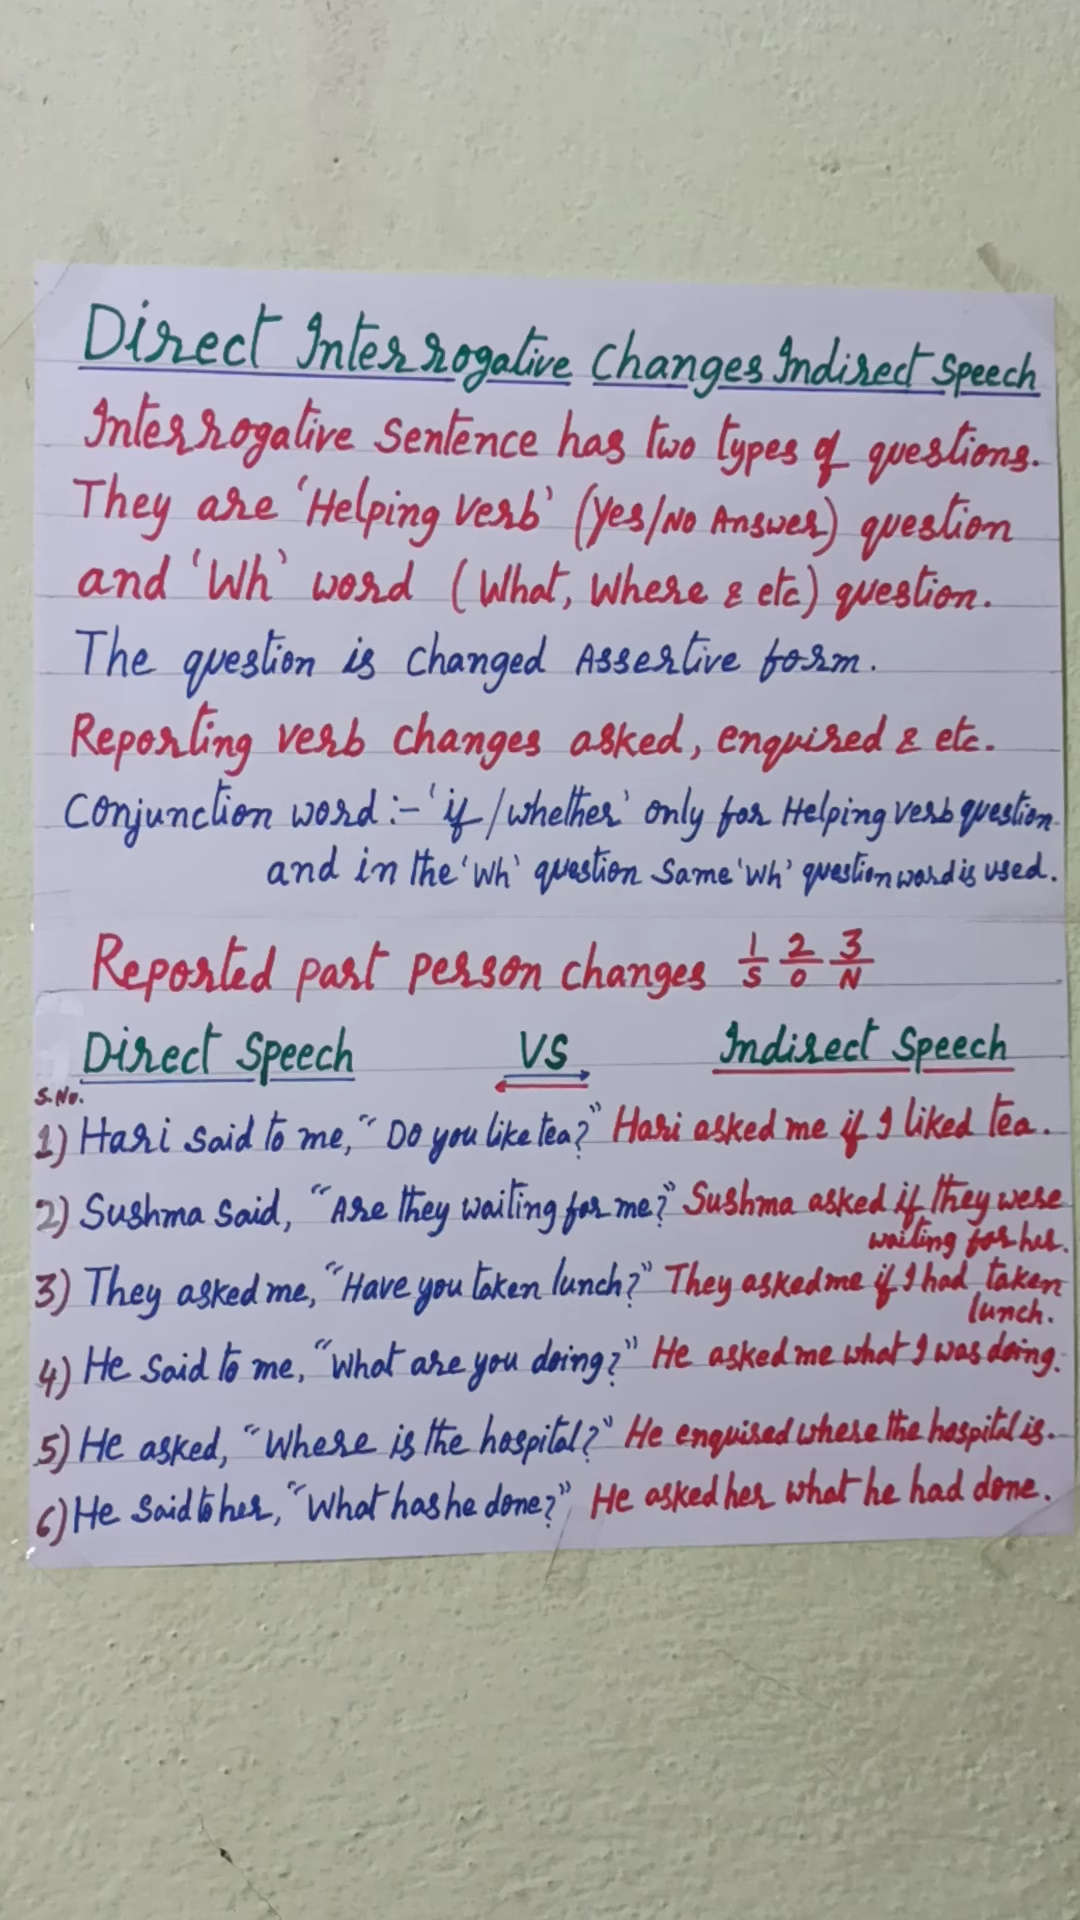 Direct Interrogative Changes Indirect Speech
Interrogative Sentence has two types of questions.
They are 'Helping verb' (Yes/No Answer) question
and 'Wh' word (What, Where & etc) question.
The question is changed Assertive form.
Reporting verb changes asked, enquired & etc.
Conjunction word :- 'if/whether' only for Helping verb question
and in the 'Wh' question same 'Wh' question word is used.
Reported part person changes 1/S 2/O 3/N
Direct Speech VS Indirect Speech
S.No.
1) Hari said to me, "Do you like tea?" Hari asked me if I liked tea.
2) Sushma said, "Are they waiting for me?" Sushma asked if they were
waiting for her.
3) They asked me, "Have you taken lunch?" They asked me if I had taken
lunch.
4) He said to me, "What are you doing?" He asked me what I was doing.
5) He asked, "Where is the hospital?" He enquired where the hospital is.
6) He said to her, "What has he done?" He asked her what he had done.